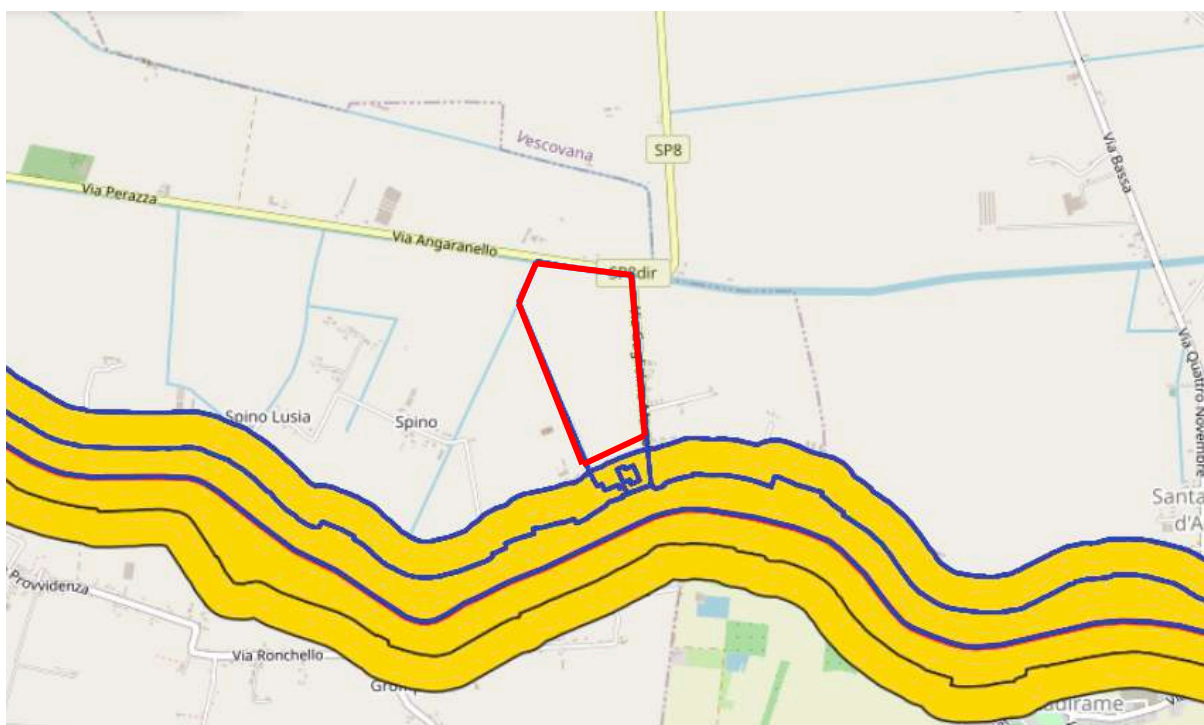 Vescovana
SP8
Via Bassa
Via Perazza
Via Angaranello
SP8dir
Via Quattro Novembre
Spino Lusia
Spino
Santa
d'A
Provvidenza
Via Ronchello